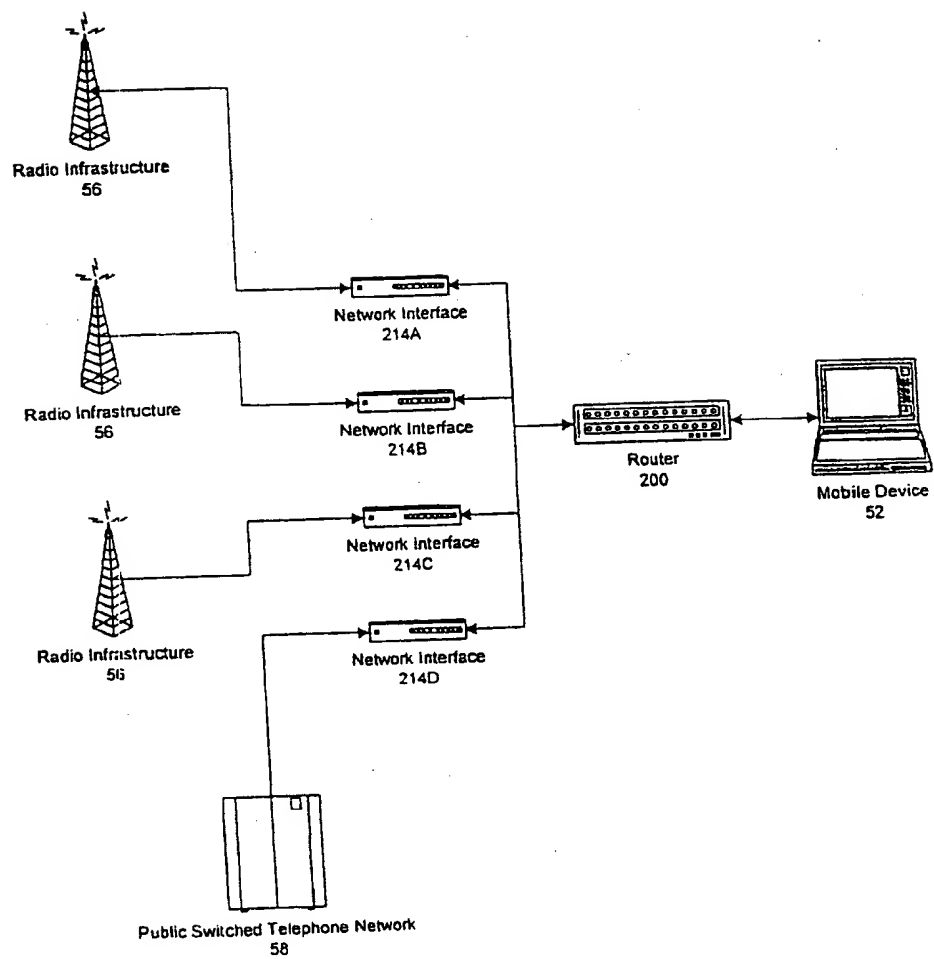 Radio Infrastructure
56
Network Interface
214A
Radio Infrastructure
56
Network Interface
214B
Router
200
Mobile Device
52
Network Interface
214C
Radio Infrastructure
56
Network Interface
214D
Public Switched Telephone Network
58